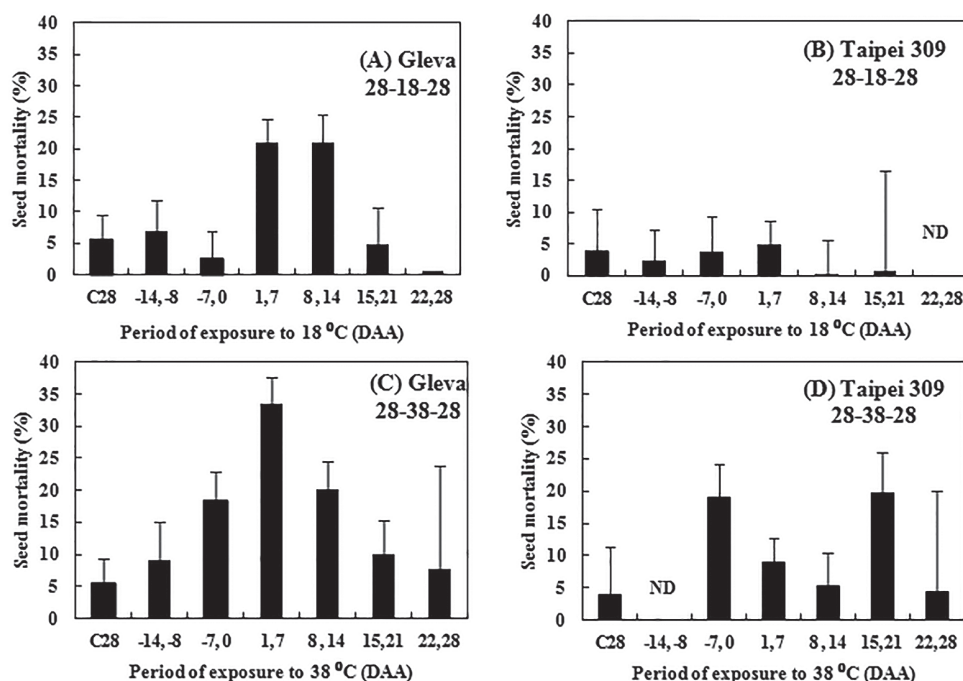 (A) Gleva
28-18-28
Seed mortality (%)
40
35
30
25
20
15
10
5
0
C28 -14,-8 -7,0 1,7 8,14 15,21 22,28
Period of exposure to 18 ⁰C (DAA)
(B) Taipei 309
28-18-28
Seed mortality (%)
40
35
30
25
20
15
10
5
0
ND
C28 -14,-8 -7,0 1,7 8,14 15,21 22,28
Period of exposure to 18 ⁰C (DAA)
(C) Gleva
28-38-28
Seed mortality (%)
40
35
30
25
20
15
10
5
0
C28 -14,-8 -7,0 1,7 8,14 15,21 22,28
Period of exposure to 38 ⁰C (DAA)
(D) Taipei 309
28-38-28
Seed mortality (%)
40
35
30
25
20
15
10
5
0
ND
C28 -14,-8 -7,0 1,7 8,14 15,21 22,28
Period of exposure to 38 ⁰C (DAA)